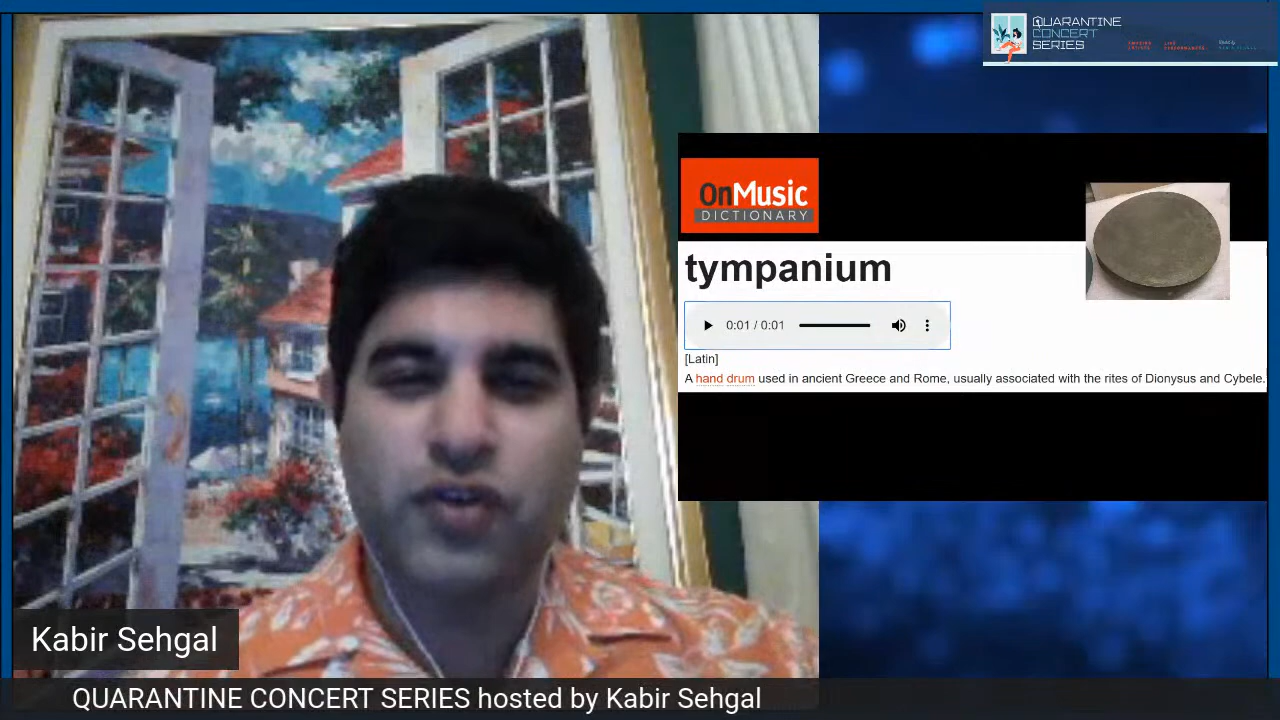 QUARANTINE
CONCERT
SERIES
OnMusic
DICTIONARY
tympanium
0:01 / 0:01
[Latin]
A hand drum used in ancient Greece and Rome, usually associated with the rites of Dionysus and Cybele.
Kabir Sehgal
QUARANTINE CONCERT SERIES hosted by Kabir Sehgal